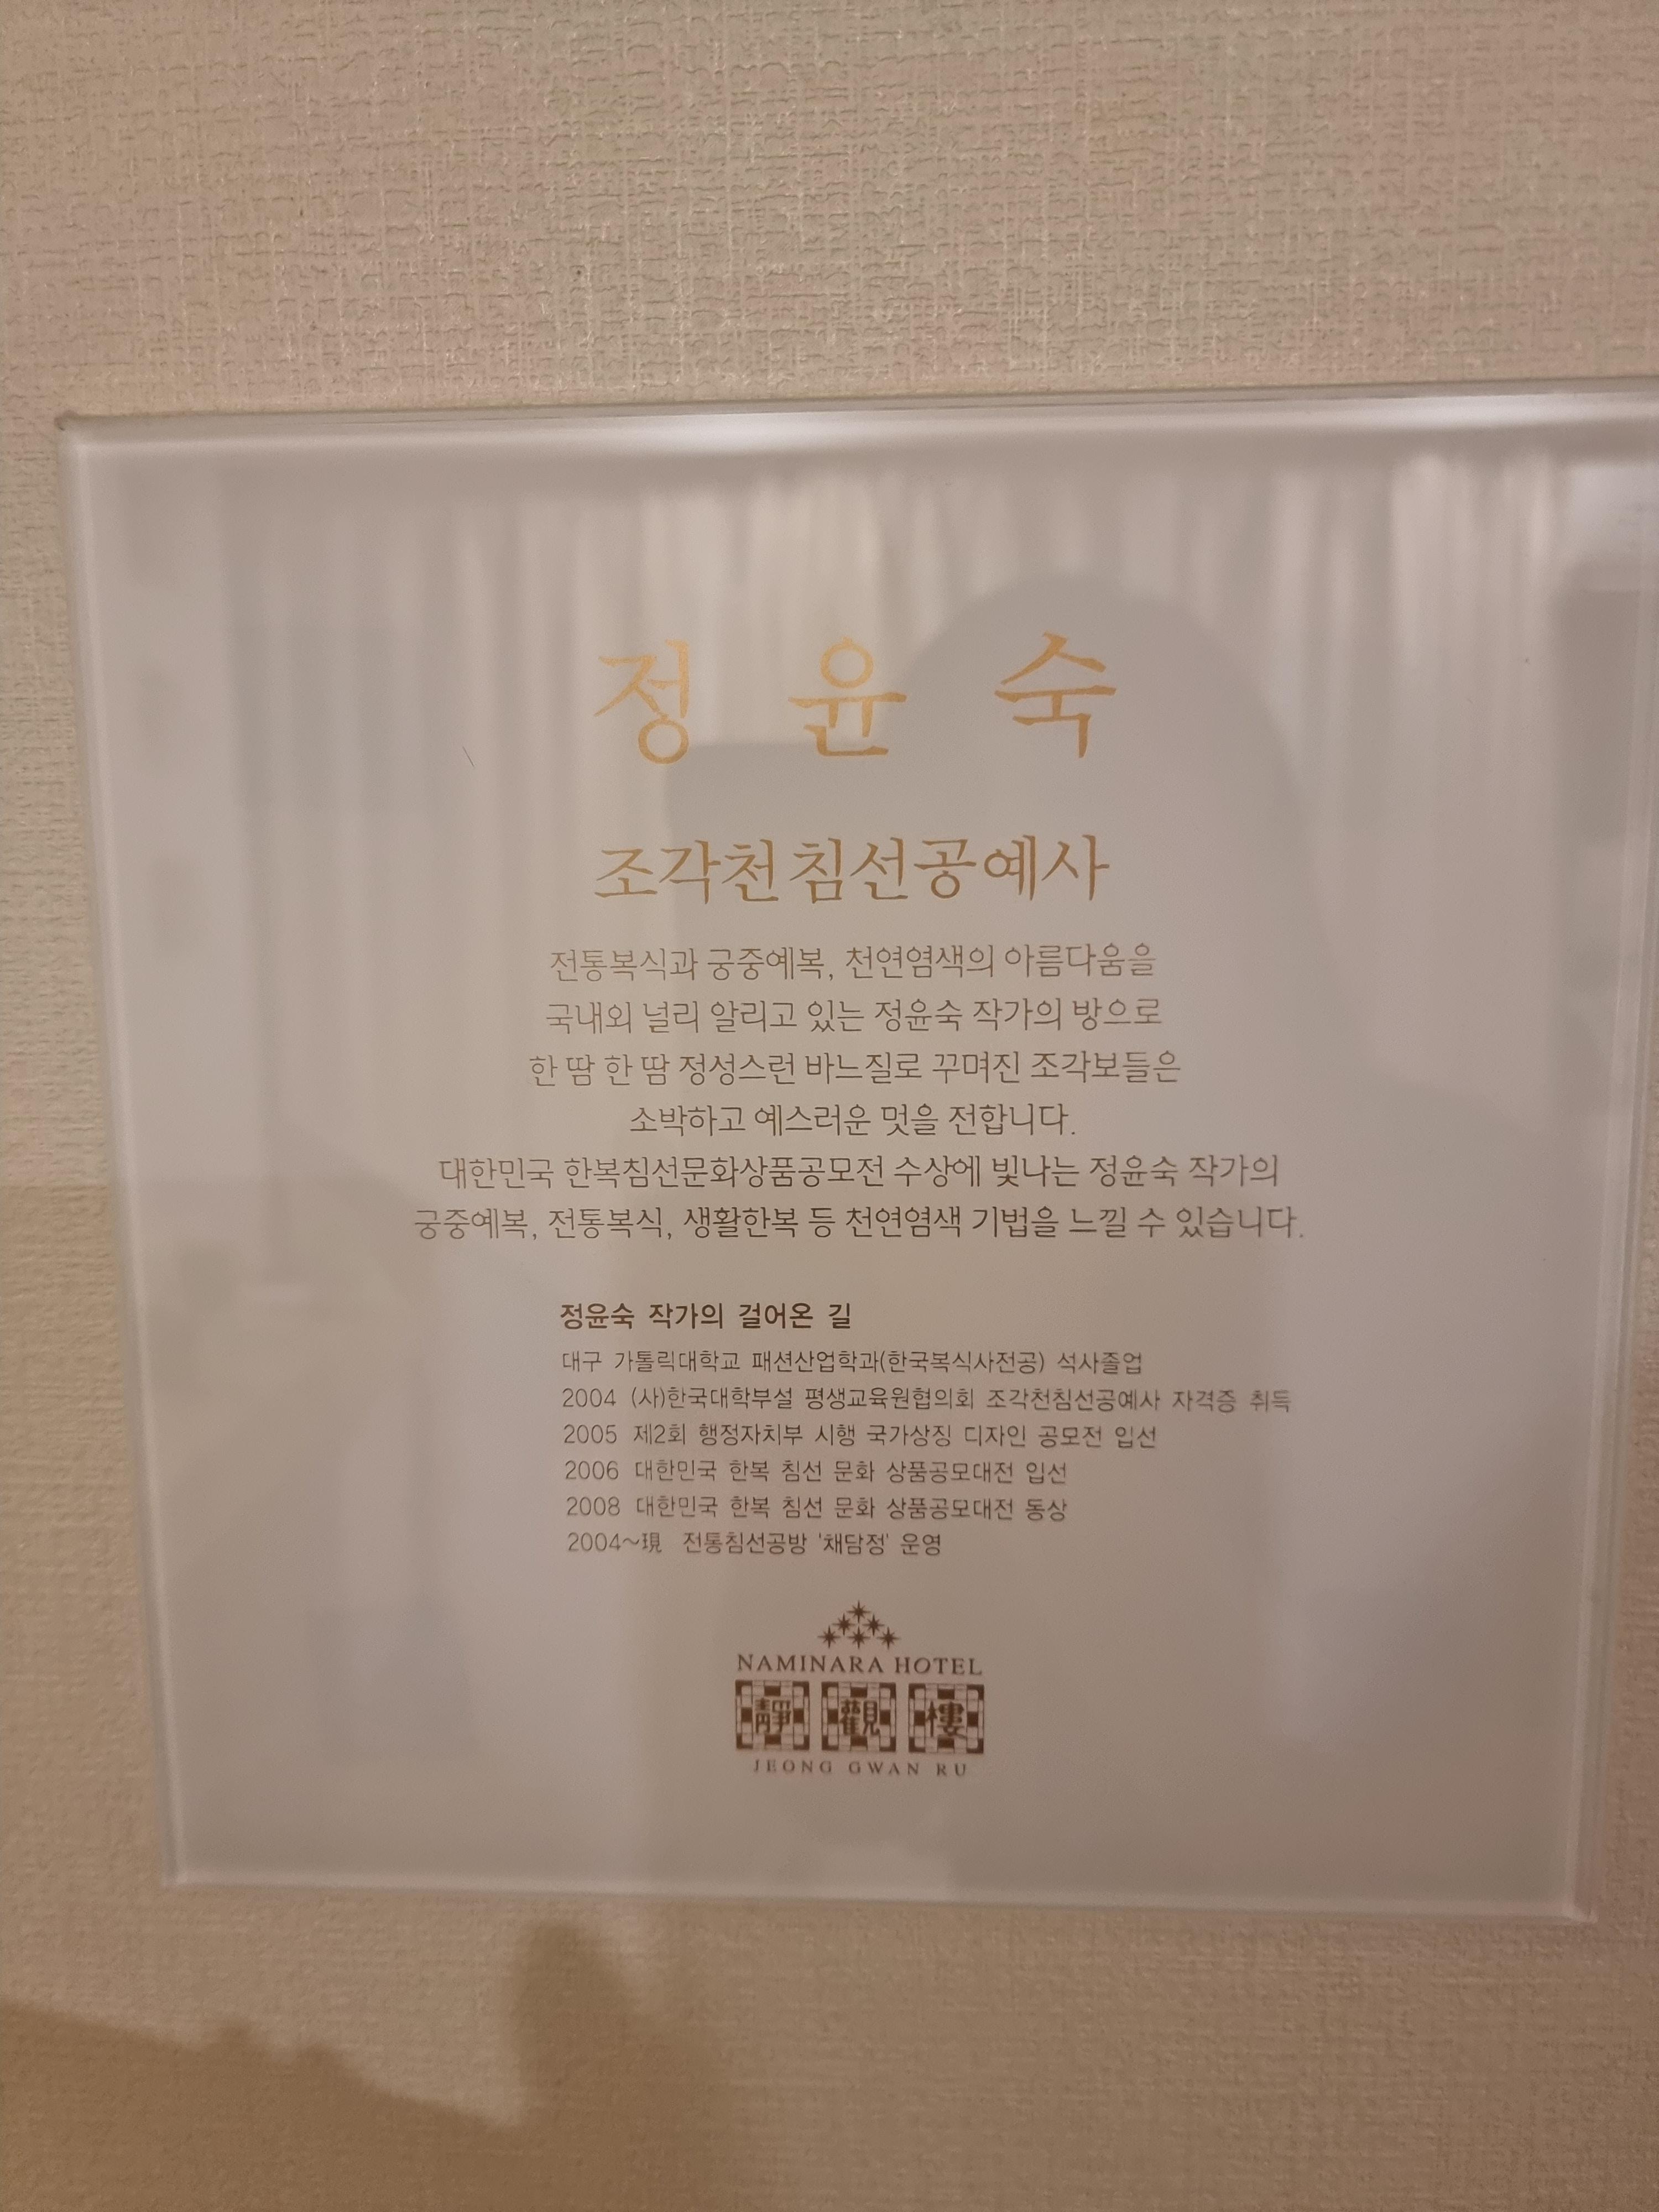 정 윤 숙
조각천침선공예사
전통복식과 궁중예복, 천연염색의 아름다움을
국내외 널리 알리고 있는 정윤숙 작가의 방으로
한 땀 한 땀 정성스런 바느질로 꾸며진 조각보들은
소박하고 예스러운 멋을 전합니다.
대한민국 한복침선문화상품공모전 수상에 빛나는 정윤숙 작가의
궁중예복, 전통복식, 생활한복 등 천연염색 기법을 느낄 수 있습니다.
정윤숙 작가의 걸어온 길
대구 가톨릭대학교 패션산업학과(한국복식사전공) 석사졸업
2004 (사)한국대학부설 평생교육원협의회 조각천침선공예사 자격증 취득
2005 제2회 행정자치부 시행 국가상징 디자인 공모전 입선
2006 대한민국 한복 침선 문화 상품공모대전 입선
2008 대한민국 한복 침선 문화 상품공모대전 동상
2004~現 전통침선공방 '채담정' 운영
NAMINARA HOTEL
靜 觀 樓
JEONG GWAN RU